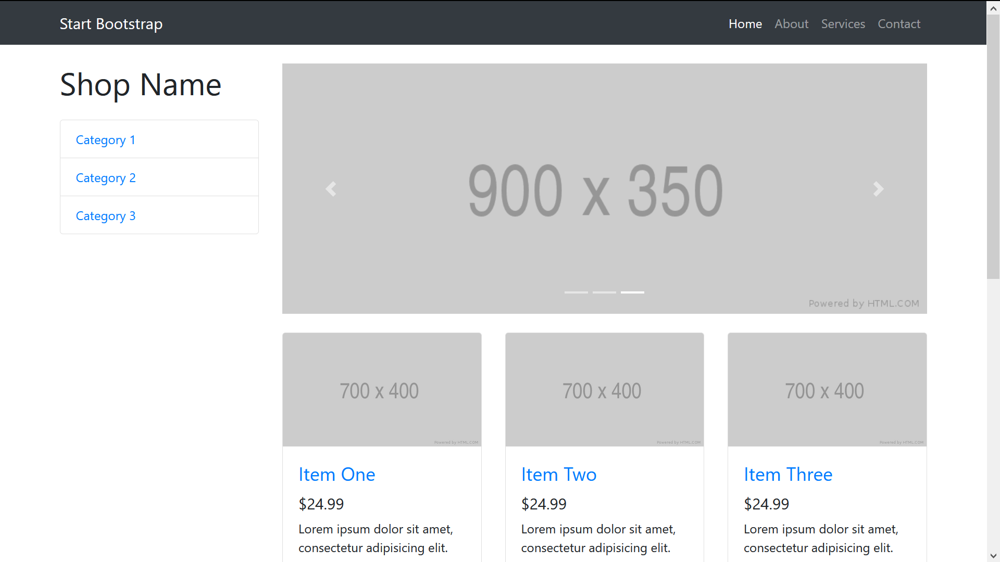 Start Bootstrap
Home About Services Contact
Shop Name
Category 1
Category 2
Category 3
900 x 350
Powered by HTML.COM
700 x 400
Powered by HTML.COM
700 x 400
Powered by HTML.COM
700 x 400
Powered by HTML.COM
Item One
$24.99
Lorem ipsum dolor sit amet,
consectetur adipisicing elit.
Item Two
$24.99
Lorem ipsum dolor sit amet,
consectetur adipisicing elit.
Item Three
$24.99
Lorem ipsum dolor sit amet,
consectetur adipisicing elit.